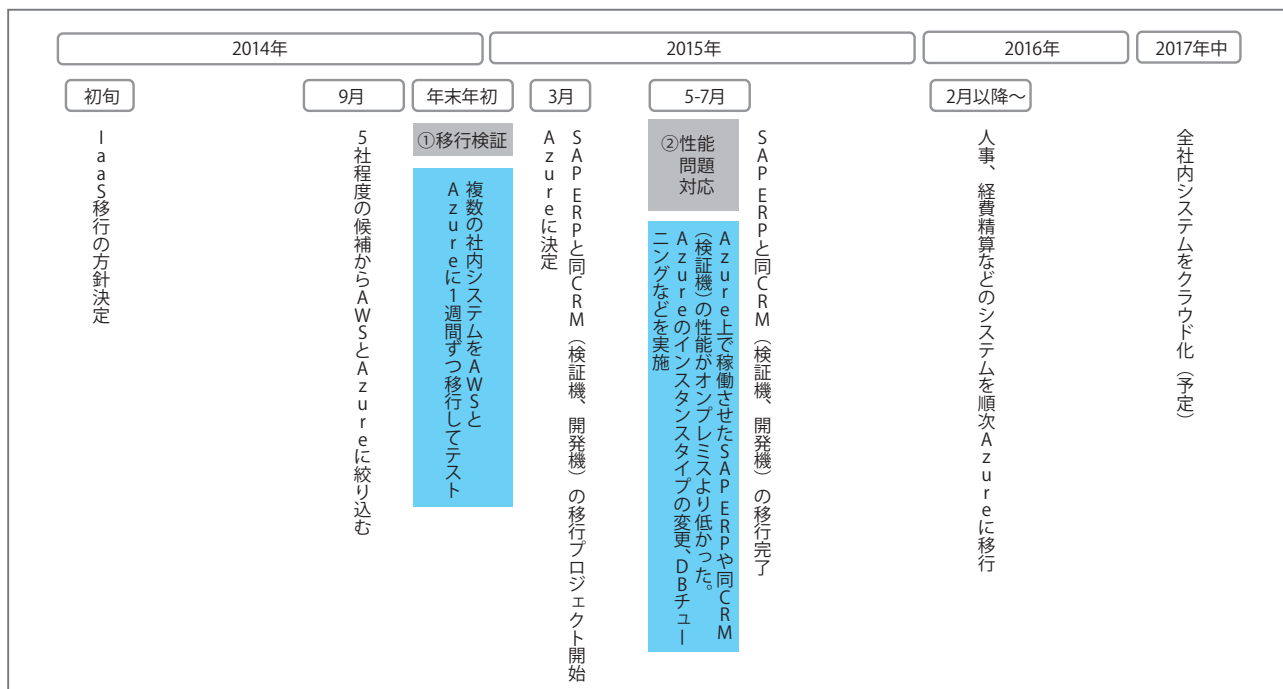 2014年
2015年
2016年
2017年中
初旬
9月
年末年初
3月
5-7月
2月以降～
IaaS移行の方針決定
5社程度の候補からAWSとAzureに絞り込む
①移行検証
複数の社内システムをAWSと
Azureに1週間ずつ移行してテスト
SAP ERPと同CRM（検証機、開発機）の移行プロジェクト開始
Azureに決定
②性能
問題
対応
Azure上で稼働させたSAP ERPや同CRM
（検証機）の性能がオンプレミスより低かった。
Azureのインスタンスタイプの変更、DBチュー
ニングなどを実施
SAP ERPと同CRM（検証機、開発機）の移行完了
人事、経費精算などのシステムを順次Azureに移行
全社内システムをクラウド化（予定）